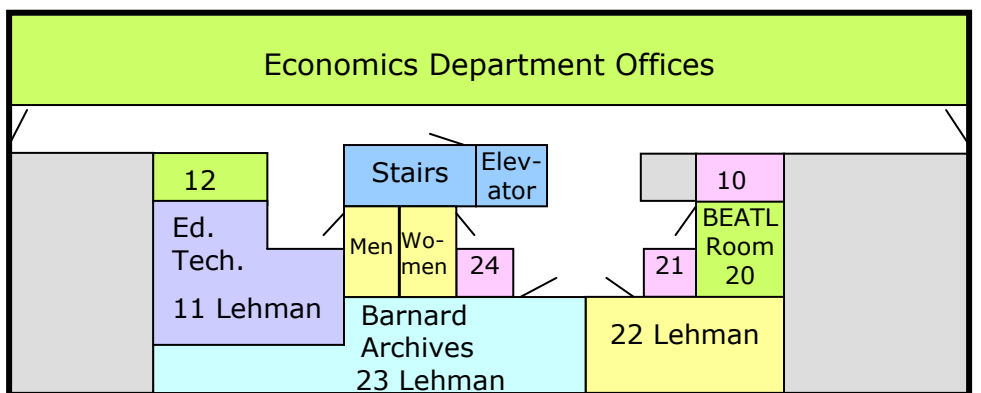 Economics Department Offices
12
Stairs
Elev-
ator
10
Ed.
Tech.
11 Lehman
Men
Wo-
men
24
21
BEATL
Room
20
Barnard
Archives
23 Lehman
22 Lehman